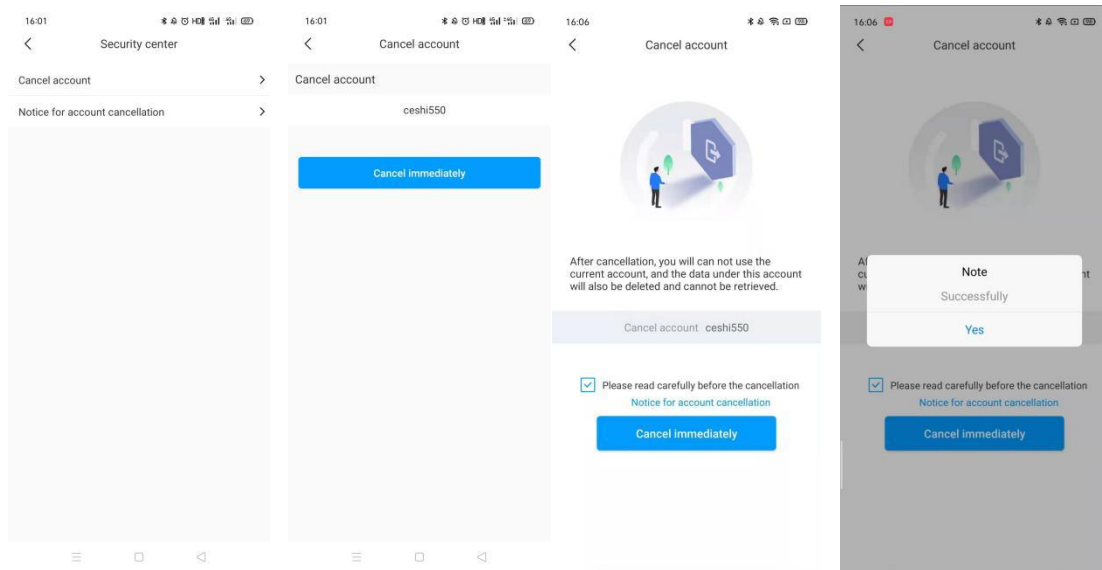 16:01
Security center
Cancel account
Notice for account cancellation
16:01
Cancel account
Cancel account
ceshi550
Cancel immediately
16:06
Cancel account
After cancellation, you will can not use the
current account, and the data under this account
will also be deleted and cannot be retrieved.
Cancel account ceshi550
Please read carefully before the cancellation
Notice for account cancellation
Cancel immediately
16:06
Cancel account
Note
Successfully
Yes
Please read carefully before the cancellation
Notice for account cancellation
Cancel immediately